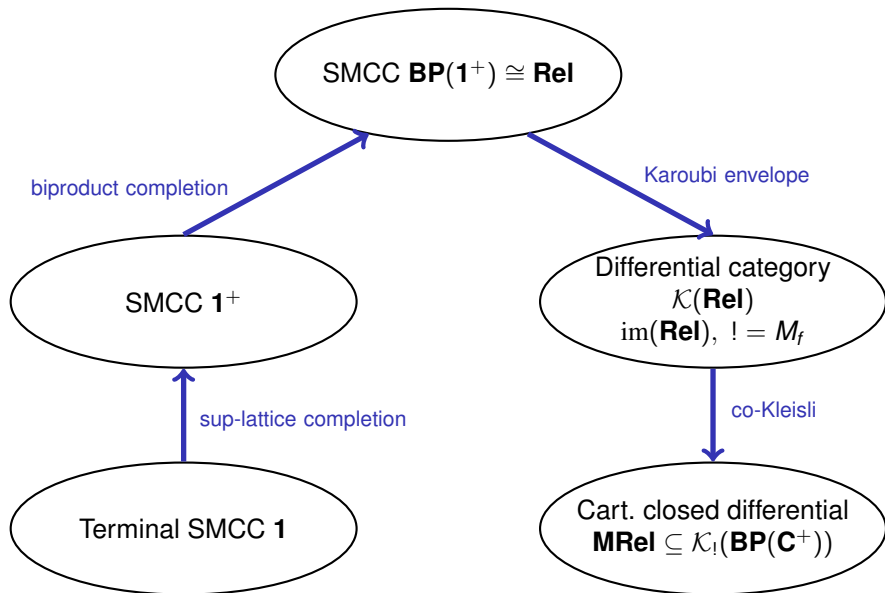 SMCC BP(1⁺) ≅ Rel
biproduct completion
Karoubi envelope
SMCC 1⁺
Differential category
𝒦(Rel)
im(Rel), ! = M_f
sup-lattice completion
co-Kleisli
Terminal SMCC 1
Cart. closed differential
MRel ⊆ 𝒦_!(BP(C⁺))